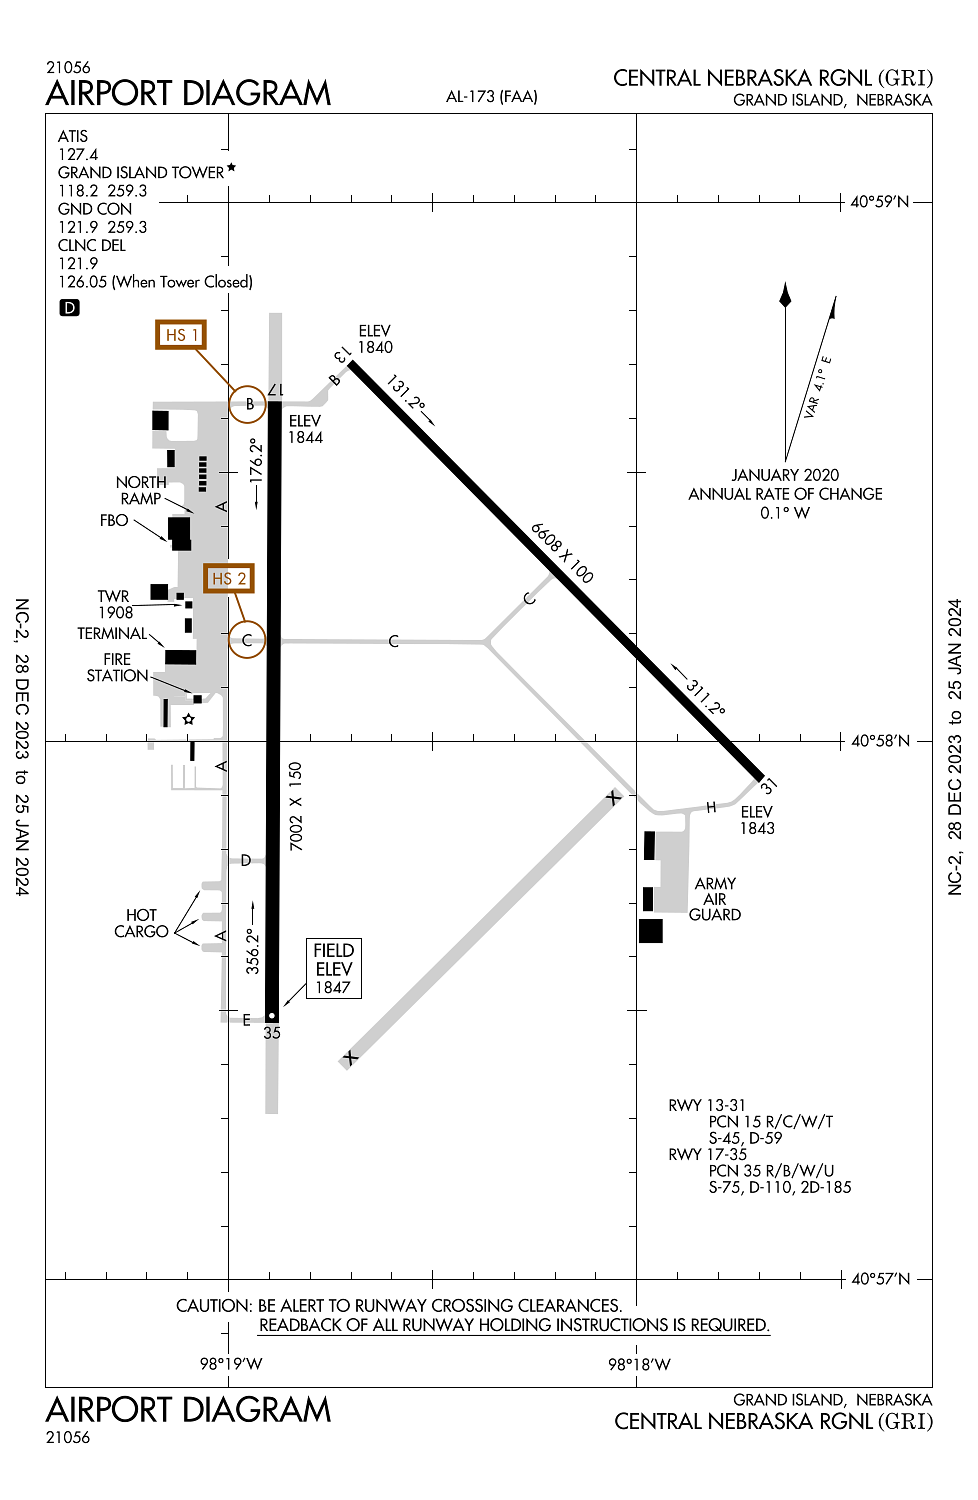 21056
AIRPORT DIAGRAM
AL-173 (FAA)
CENTRAL NEBRASKA RGNL (GRI)
GRAND ISLAND, NEBRASKA
ATIS
127.4
GRAND ISLAND TOWER★
118.2 259.3
GND CON
121.9 259.3
CLNC DEL
121.9
126.05 (When Tower Closed)
D
40°59'N
HS 1
ELEV
1840
13
B
B
17
131.2°
VAR 4.1° E
ELEV
1844
176.2°
JANUARY 2020
ANNUAL RATE OF CHANGE
0.1° W
NORTH
RAMP
A
FBO
6608 X 100
HS 2
C
TWR
1908
TERMINAL
C
C
FIRE
STATION
311.2°
40°58'N
A
7002 X 150
31
X
H
ELEV
1843
D
ARMY
AIR
GUARD
HOT
CARGO
A
356.2°
FIELD
ELEV
1847
E
35
X
RWY 13-31
PCN 15 R/C/W/T
S-45, D-59
RWY 17-35
PCN 35 R/B/W/U
S-75, D-110, 2D-185
40°57'N
CAUTION: BE ALERT TO RUNWAY CROSSING CLEARANCES.
READBACK OF ALL RUNWAY HOLDING INSTRUCTIONS IS REQUIRED.
98°19'W
98°18'W
AIRPORT DIAGRAM
21056
GRAND ISLAND, NEBRASKA
CENTRAL NEBRASKA RGNL (GRI)
NC-2, 28 DEC 2023 to 25 JAN 2024
NC-2, 28 DEC 2023 to 25 JAN 2024